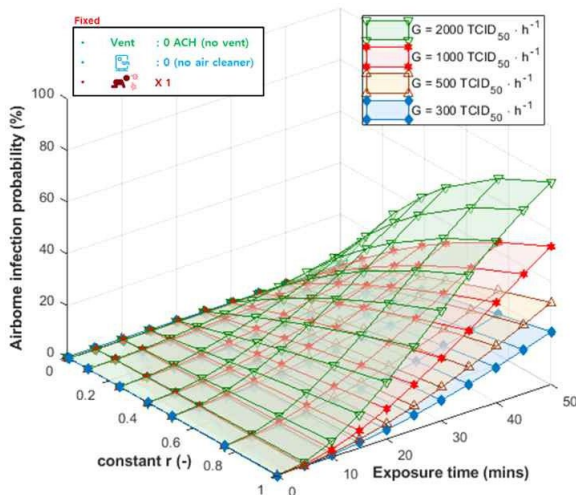 Fixed
Vent : 0 ACH (no vent)
: 0 (no air cleaner)
X 1
G = 2000 TCID50 · h-1
G = 1000 TCID50 · h-1
G = 500 TCID50 · h-1
G = 300 TCID50 · h-1
Airborne infection probability (%)
100
80
60
40
20
0
0
0.2
0.4
0.6
0.8
1
constant r (-)
0
10
20
30
40
50
Exposure time (mins)